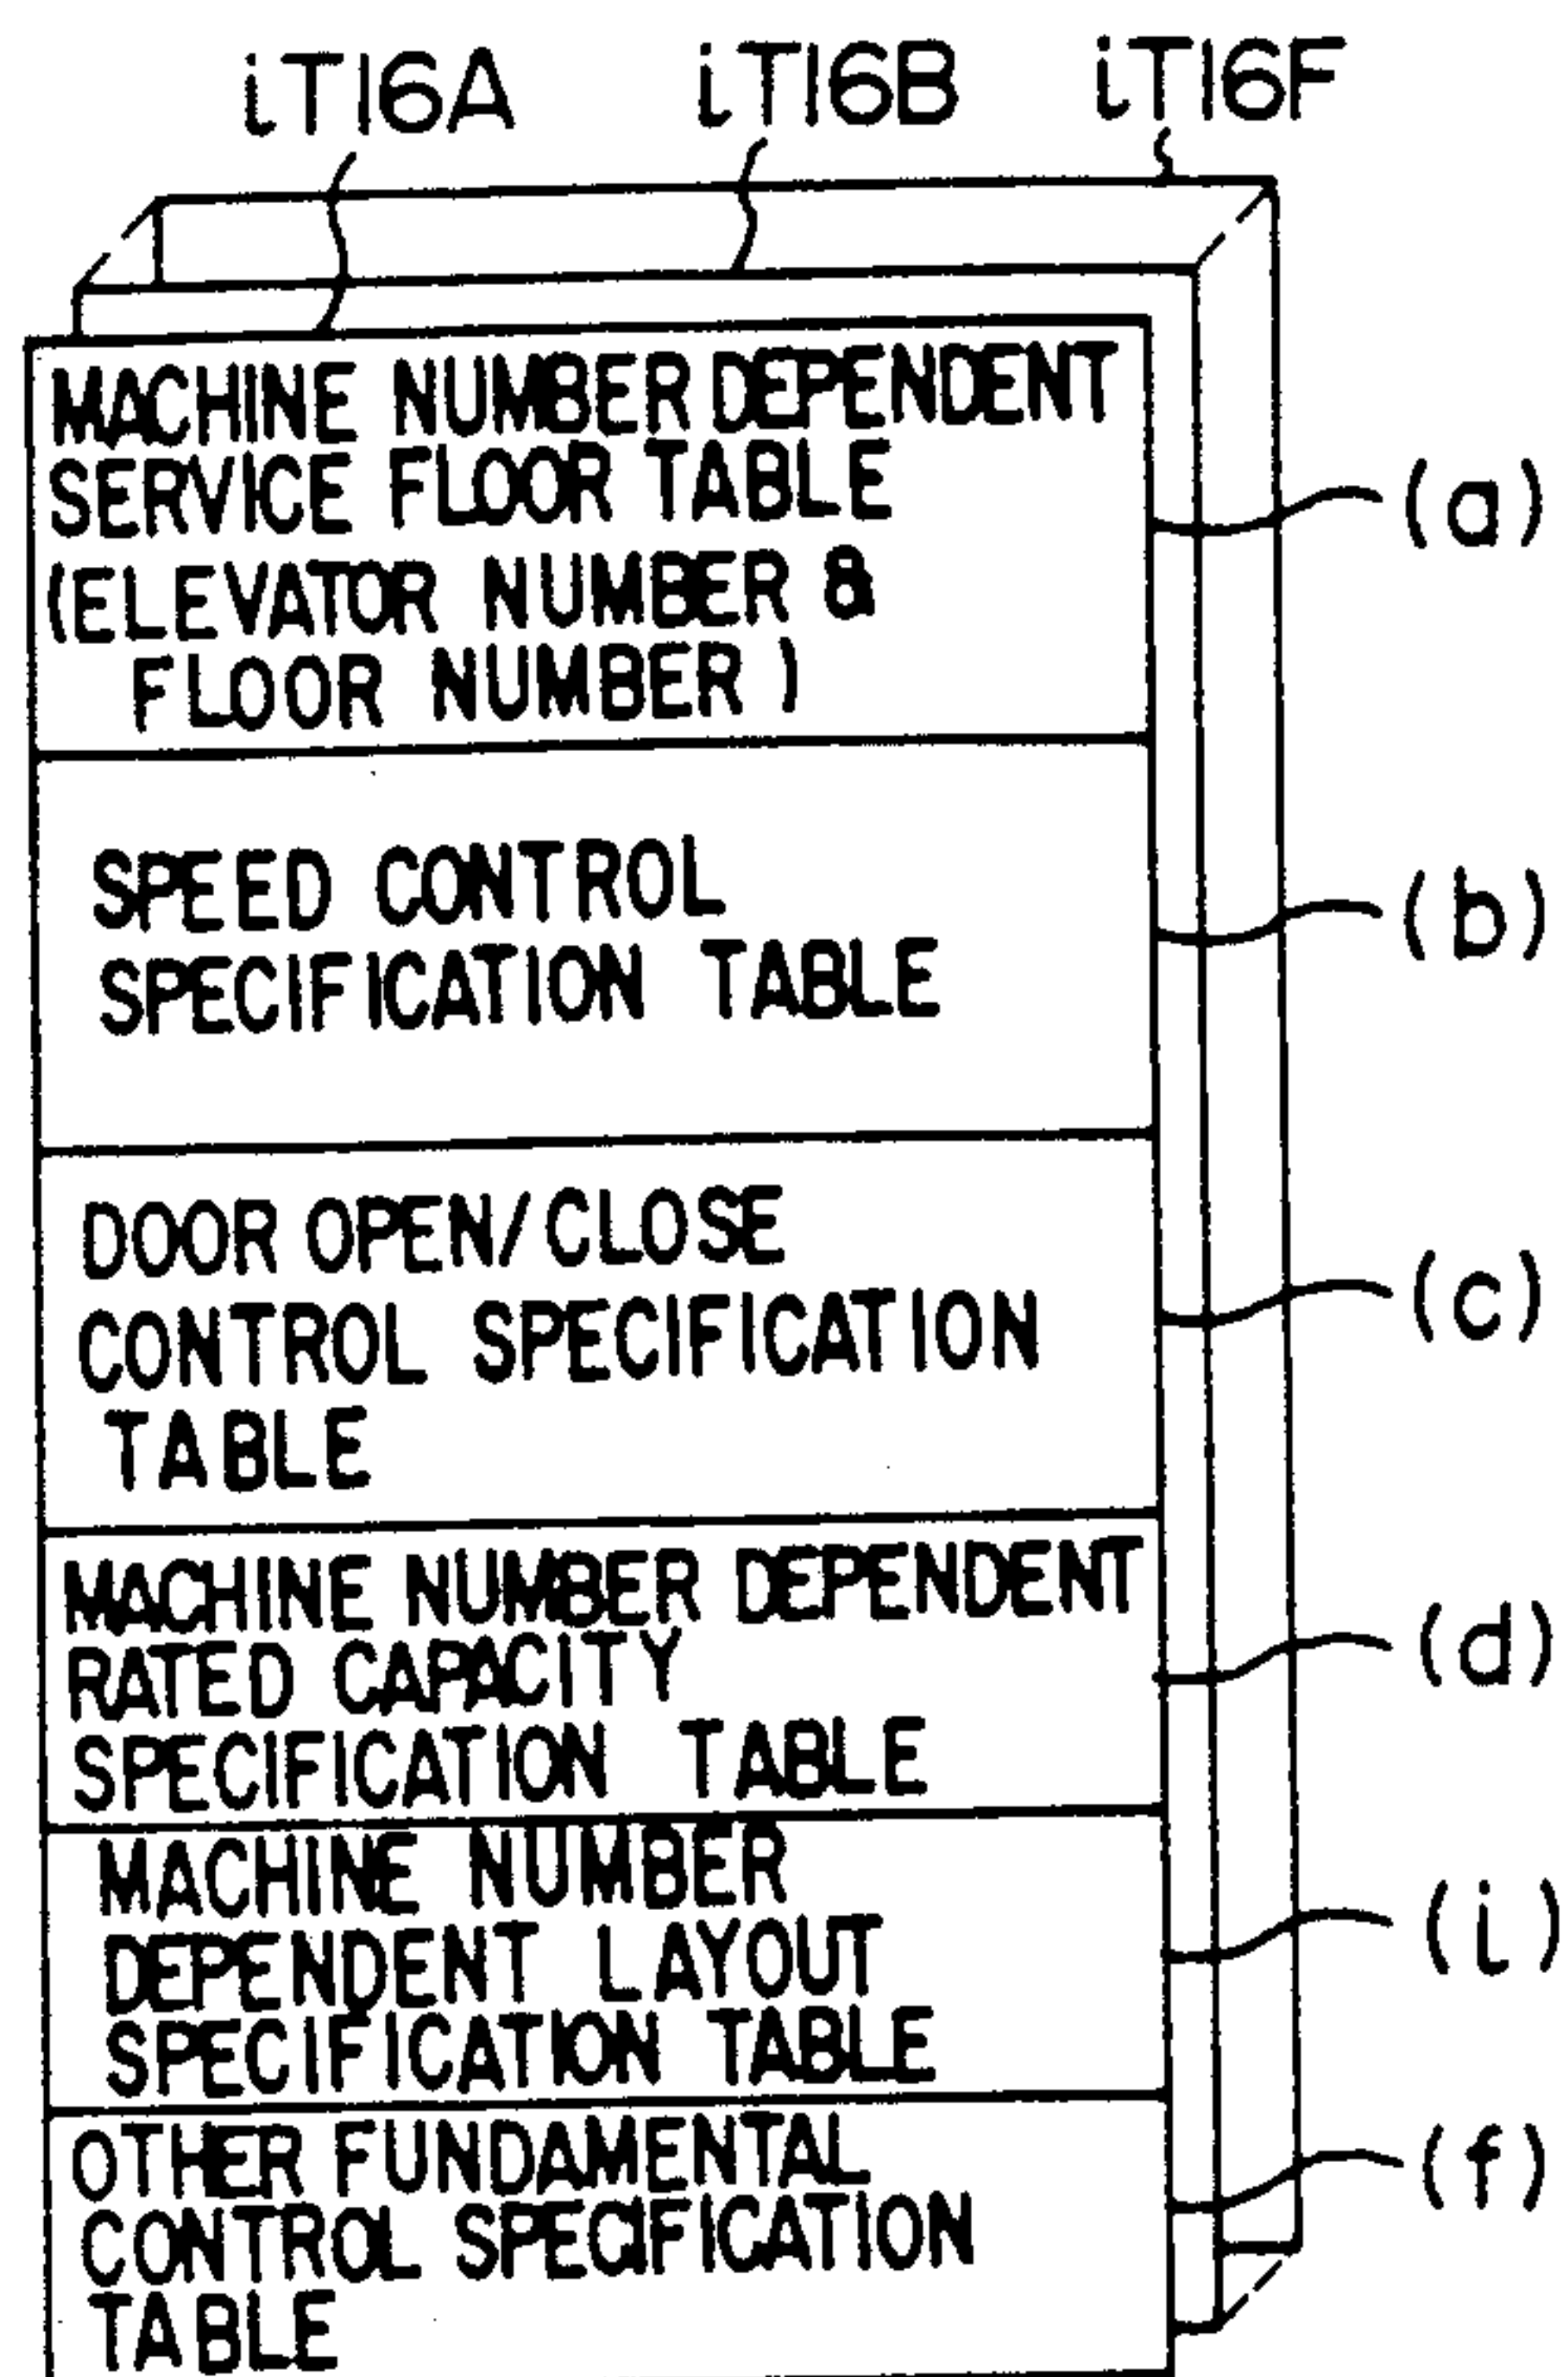 iT16A iT16B iT16F
MACHINE NUMBER DEPENDENT
SERVICE FLOOR TABLE
(a)
(ELEVATOR NUMBER &
FLOOR NUMBER)
SPEED CONTROL
(b)
SPECIFICATION TABLE
DOOR OPEN/CLOSE
(c)
CONTROL SPECIFICATION
TABLE
MACHINE NUMBER DEPENDENT
(d)
RATED CAPACITY
SPECIFICATION TABLE
MACHINE NUMBER
(i)
DEPENDENT LAYOUT
SPECIFICATION TABLE
OTHER FUNDAMENTAL
(f)
CONTROL SPECIFICATION
TABLE